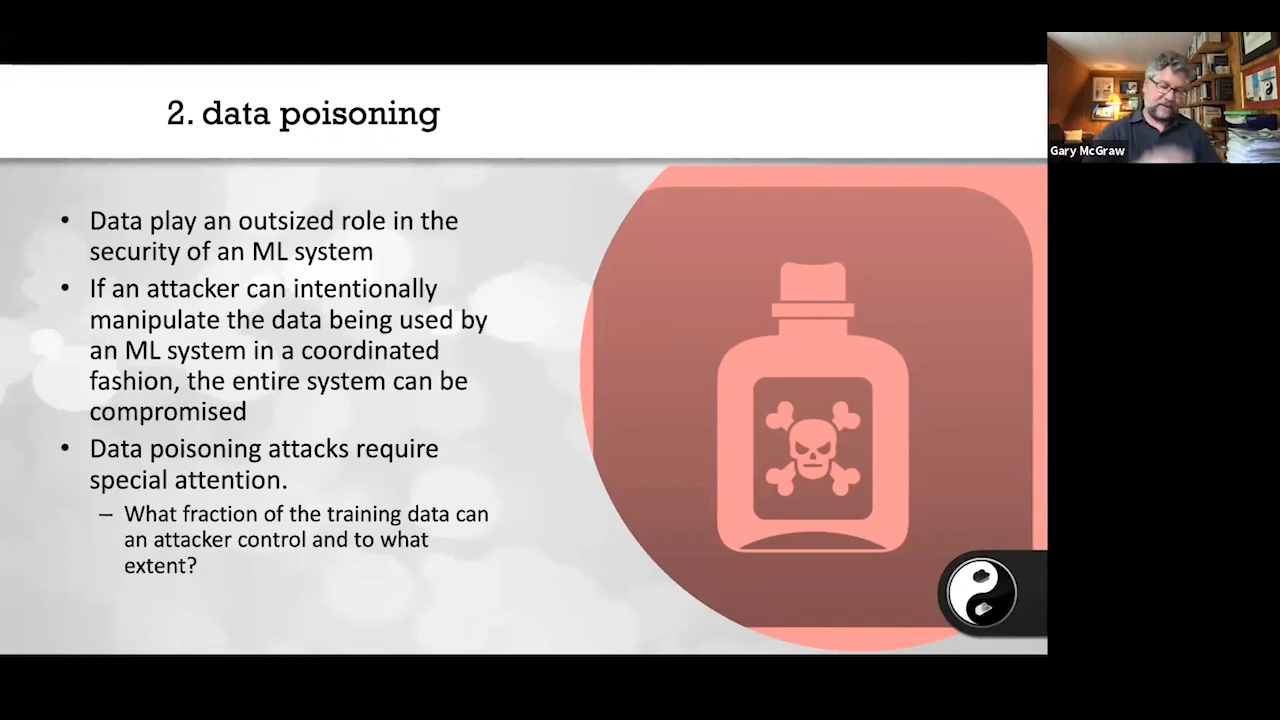 2. data poisoning
• Data play an outsized role in the
security of an ML system
• If an attacker can intentionally
manipulate the data being used by
an ML system in a coordinated
fashion, the entire system can be
compromised
• Data poisoning attacks require
special attention.
– What fraction of the training data can
an attacker control and to what
extent?
Gary McGraw